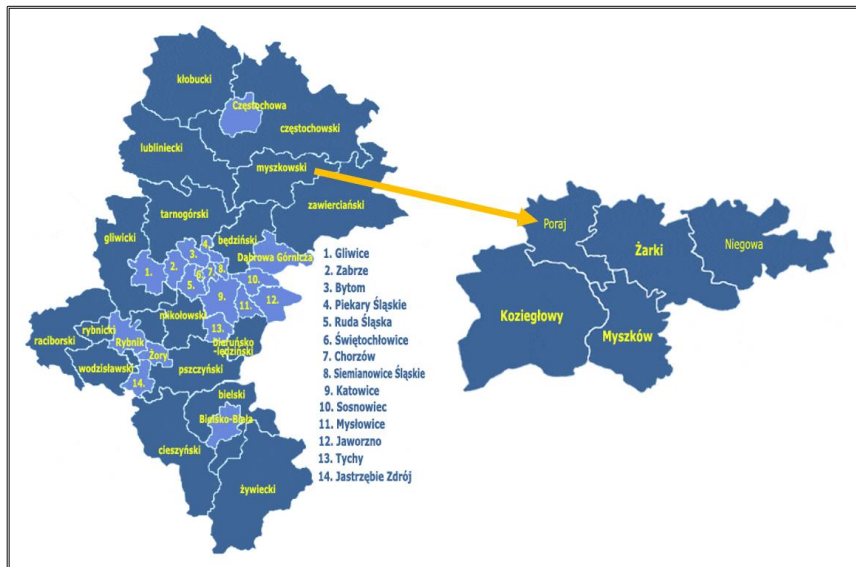 kłobucki
Częstochowa
częstochowski
lubliniecki
myszkowski
zawierciański
tarnogórski
gliwicki
będziński
Dąbrowa Górnicza
4.
3.
2.
1.
8.
7.
6.
5.
10.
9.
11.
12.
mikołowski
13.
Bieruńsko
-lędziński
rybnicki
Rybnik
raciborski
Żory
wodzisławski
14.
pszczyński
bielski
Bielsko-Biała
cieszyński
żywiecki
1. Gliwice
2. Zabrze
3. Bytom
4. Piekary Śląskie
5. Ruda Śląska
6. Świętochłowice
7. Chorzów
8. Siemianowice Śląskie
9. Katowice
10. Sosnowiec
11. Mysłowice
12. Jaworzno
13. Tychy
14. Jastrzębie Zdrój
Poraj
Żarki
Niegowa
Koziegłowy
Myszków